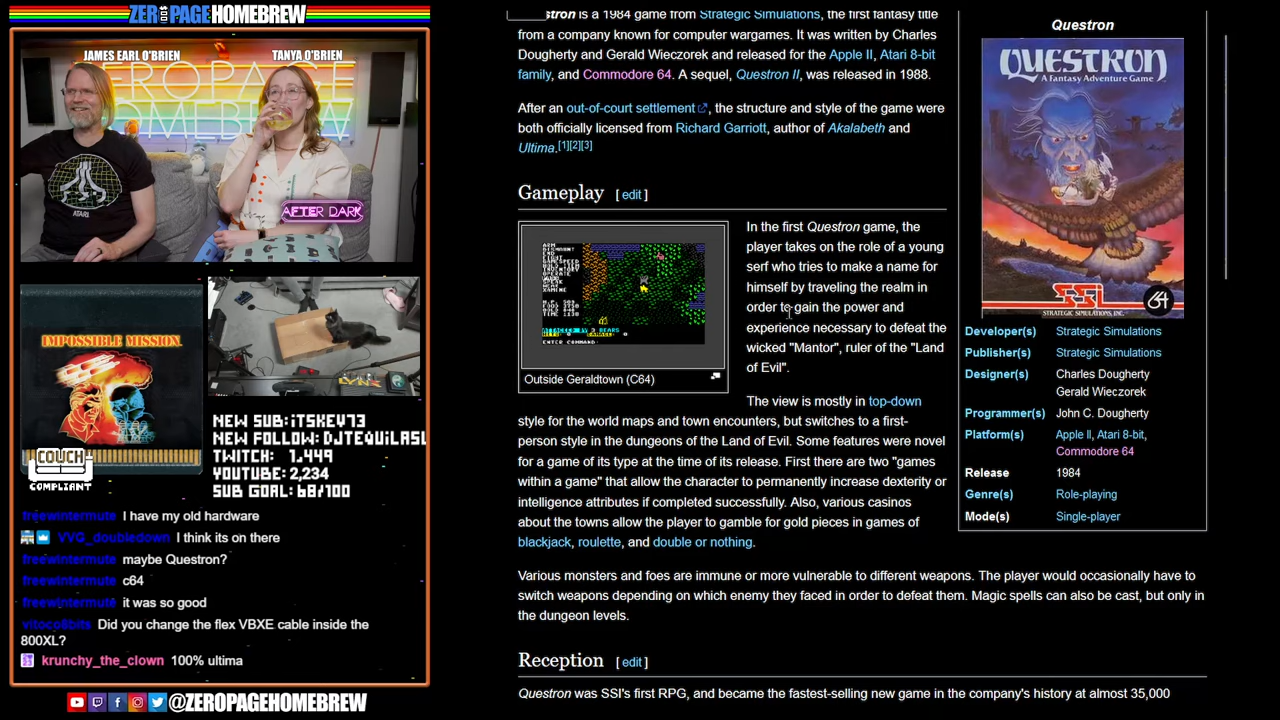 ZERO PAGE HOMEBREW
JAMES EARL O'BRIEN
TANYA O'BRIEN
ZEROPAGE
HOMEBREW
ATARI
AFTER DARK
IMPOSSIBLE MISSION
COUCH
COMPLIANT
LYNX
NEW SUB: iTSKEV73
NEW FOLLOW: DJTEQUiLASU
TWITCH: 1,449
YOUTUBE: 2,234
SUB GOAL: 68/100
freewintermute I have my old hardware
VVG_doubledown I think its on there
freewintermute maybe Questron?
freewintermute c64
freewintermute it was so good
vitoco8bits Did you change the flex VBXE cable inside the
800XL?
krunchy_the_clown 100% ultima
@ZEROPAGEHOMEBREW
stron is a 1984 game from Strategic Simulations, the first fantasy title
from a company known for computer wargames. It was written by Charles
Dougherty and Gerald Wieczorek and released for the Apple II, Atari 8-bit
family, and Commodore 64. A sequel, Questron II, was released in 1988.
After an out-of-court settlement, the structure and style of the game were
both officially licensed from Richard Garriott, author of Akalabeth and
Ultima.[1][2][3]
Gameplay [ edit ]
ENTER COMMAND:
Outside Geraldtown (C64)
In the first Questron game, the
player takes on the role of a young
serf who tries to make a name for
himself by traveling the realm in
order to gain the power and
experience necessary to defeat the
wicked "Mantor", ruler of the "Land
of Evil".
The view is mostly in top-down
style for the world maps and town encounters, but switches to a first-
person style in the dungeons of the Land of Evil. Some features were novel
for a game of its type at the time of its release. First there are two "games
within a game" that allow the character to permanently increase dexterity or
intelligence attributes if completed successfully. Also, various casinos
about the towns allow the player to gamble for gold pieces in games of
blackjack, roulette, and double or nothing.
Various monsters and foes are immune or more vulnerable to different weapons. The player would occasionally have to
switch weapons depending on which enemy they faced in order to defeat them. Magic spells can also be cast, but only in
the dungeon levels.
Reception [ edit ]
Questron was SSI's first RPG, and became the fastest-selling new game in the company's history at almost 35,000
Questron
QUESTRON
A Fantasy Adventure Game
SSI
STRATEGIC SIMULATIONS, INC.
64
Developer(s) Strategic Simulations
Publisher(s) Strategic Simulations
Designer(s) Charles Dougherty
Gerald Wieczorek
Programmer(s) John C. Dougherty
Platform(s) Apple II, Atari 8-bit,
Commodore 64
Release 1984
Genre(s) Role-playing
Mode(s) Single-player